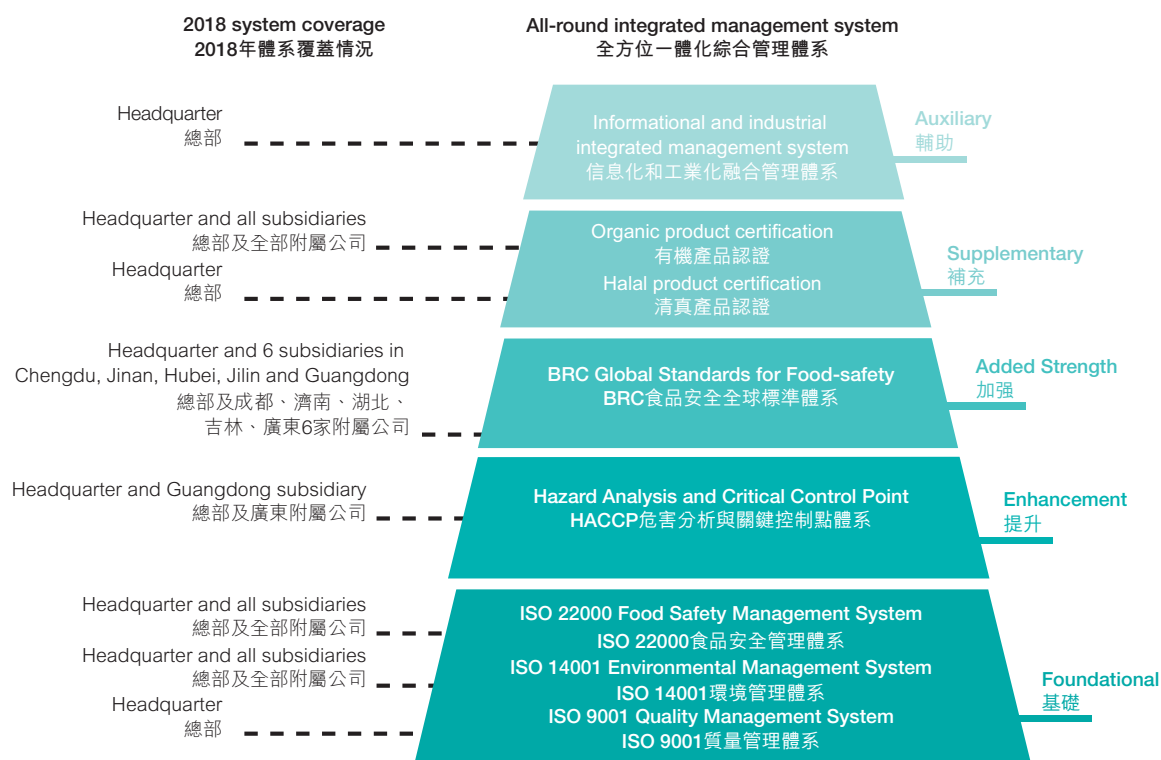 2018 system coverage
2018年體系覆蓋情況
All-round integrated management system
全方位一體化綜合管理體系
Headquarter
總部
Informational and industrial
integrated management system
信息化和工業化融合管理體系
Auxiliary
輔助
Headquarter and all subsidiaries
總部及全部附屬公司
Headquarter
總部
Organic product certification
有機產品認證
Halal product certification
清真產品認證
Supplementary
補充
Headquarter and 6 subsidiaries in
Chengdu, Jinan, Hubei, Jilin and Guangdong
總部及成都、濟南、湖北、
吉林、廣東6家附屬公司
BRC Global Standards for Food-safety
BRC食品安全全球標準體系
Added Strength
加强
Headquarter and Guangdong subsidiary
總部及廣東附屬公司
Hazard Analysis and Critical Control Point
HACCP危害分析與關鍵控制點體系
Enhancement
提升
Headquarter and all subsidiaries
總部及全部附屬公司
Headquarter and all subsidiaries
總部及全部附屬公司
Headquarter
總部
ISO 22000 Food Safety Management System
ISO 22000食品安全管理體系
ISO 14001 Environmental Management System
ISO 14001環境管理體系
ISO 9001 Quality Management System
ISO 9001質量管理體系
Foundational
基礎